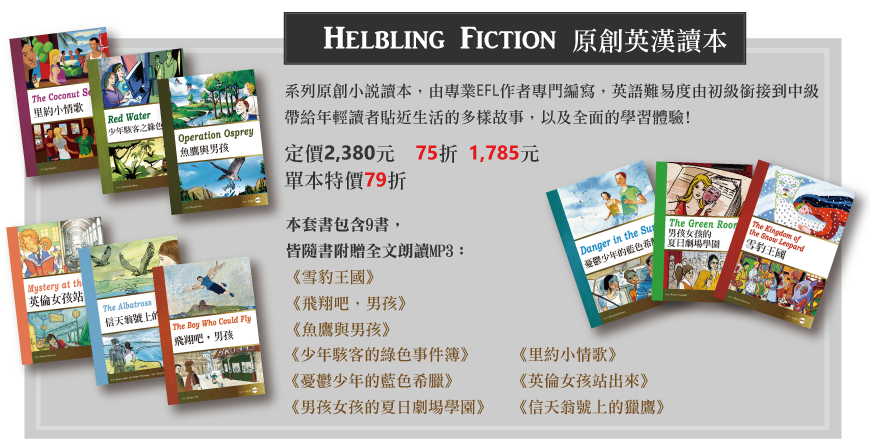 HELBLING FICTION 原創英漢讀本
系列原創小說讀本，由專業EFL作者專門編寫，英語難易度由初級銜接到中級
帶給年輕讀者貼近生活的多樣故事，以及全面的學習體驗！
定價2,380元 75折 1,785元
單本特價79折
本套書包含9書，
皆隨書附贈全文朗讀MP3：
《雪豹王國》
《飛翔吧，男孩》
《魚鷹與男孩》
《少年駭客的綠色事件簿》 《里約小情歌》
《憂鬱少年的藍色希臘》 《英倫女孩站出來》
《男孩女孩的夏日劇場學園》 《信天翁號上的獵鷹》
The Coconut Se
里約小情歌
Red Water
少年駭客之綠色
Operation Osprey
魚鷹與男孩
Mystery at th
英倫女孩站
The Albatross
信天翁號上的
The Boy Who Could Fly
飛翔吧，男孩
Danger in the Su
憂鬱少年的藍色希臘
The Green Room
男孩女孩的
夏日劇場學園
The Kingdom of
the Snow Leopard
雪豹王國